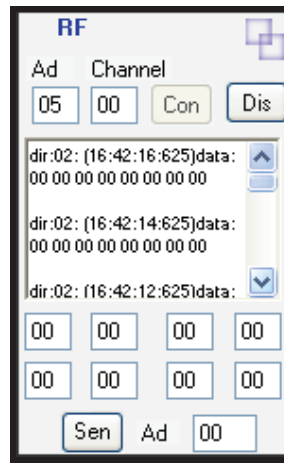 RF
Ad Channel
05 00 Con Dis
dir:02: (16:42:16:625)data:
00 00 00 00 00 00 00 00
dir:02: (16:42:14:625)data:
00 00 00 00 00 00 00 00
dir:02: (16:42:12:625)data:
00 00 00 00
00 00 00 00
Sen Ad 00